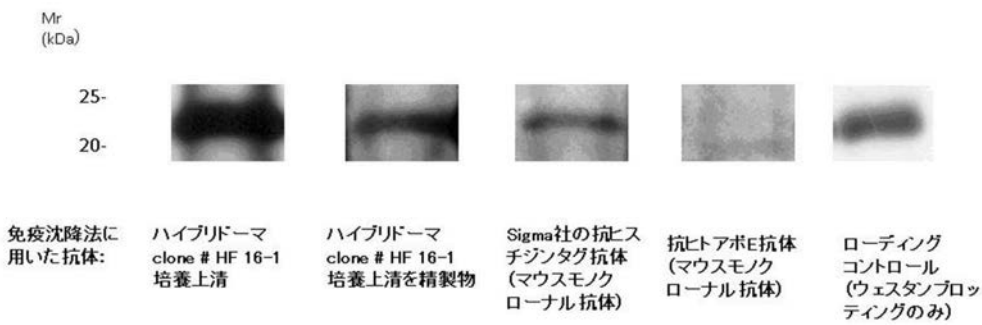 Mr
(kDa)
25-
20-
免疫沈降法に
用いた抗体:
ハイブリドーマ
clone # HF 16-1
培養上清
ハイブリドーマ
clone # HF 16-1
培養上清を精製物
Sigma社の抗ヒス
チジンタグ抗体
(マウスモノク
ローナル抗体)
抗ヒトアポE抗体
(マウスモノク
ローナル抗体)
ローディング
コントロール
(ウェスタンブロッ
ティングのみ)